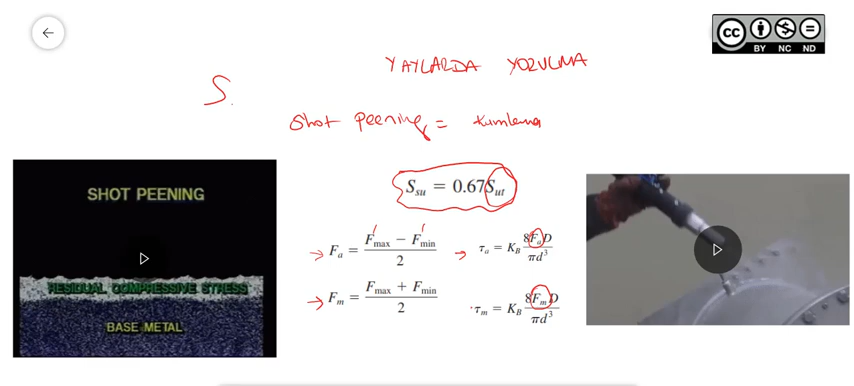 cc
BY NC ND
YAYLARDA YORULMA
S.
Shot Peening = kumlama
SHOT PEENING
RESIDUAL COMPRESSIVE STRESS
BASE METAL
S_su = 0.67S_ut
F_a = (F_max − F_min) / 2
τ_a = K_B 8F_aD / πd³
F_m = (F_max + F_min) / 2
τ_m = K_B 8F_mD / πd³